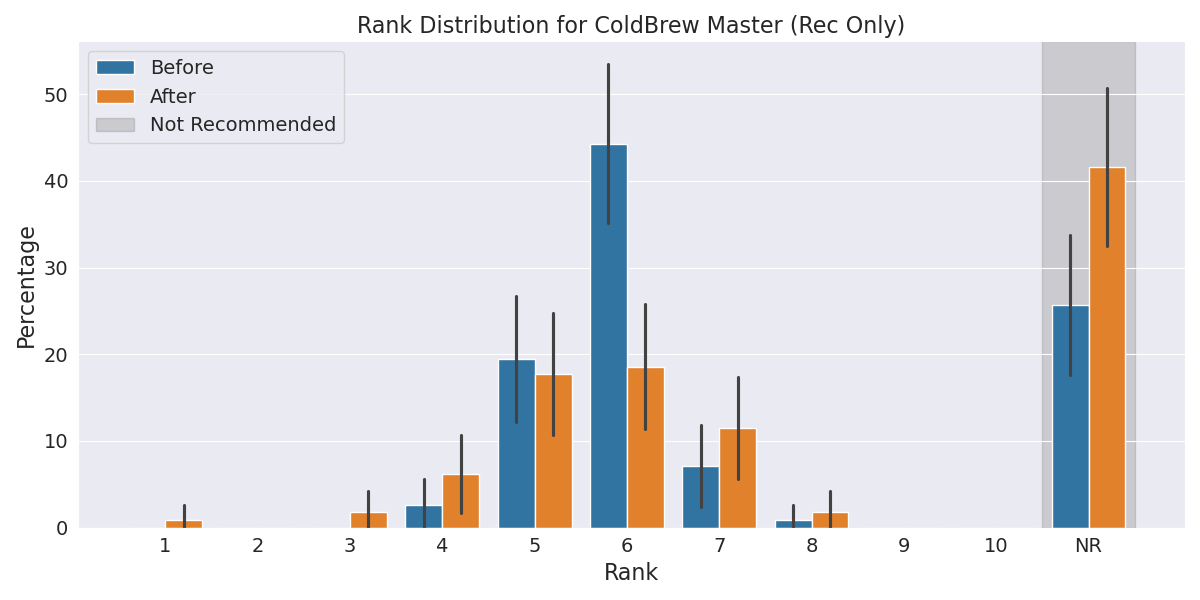 Rank Distribution for ColdBrew Master (Rec Only)
Before
After
Not Recommended
Percentage
50
40
30
20
10
0
1 2 3 4 5 6 7 8 9 10 NR
Rank